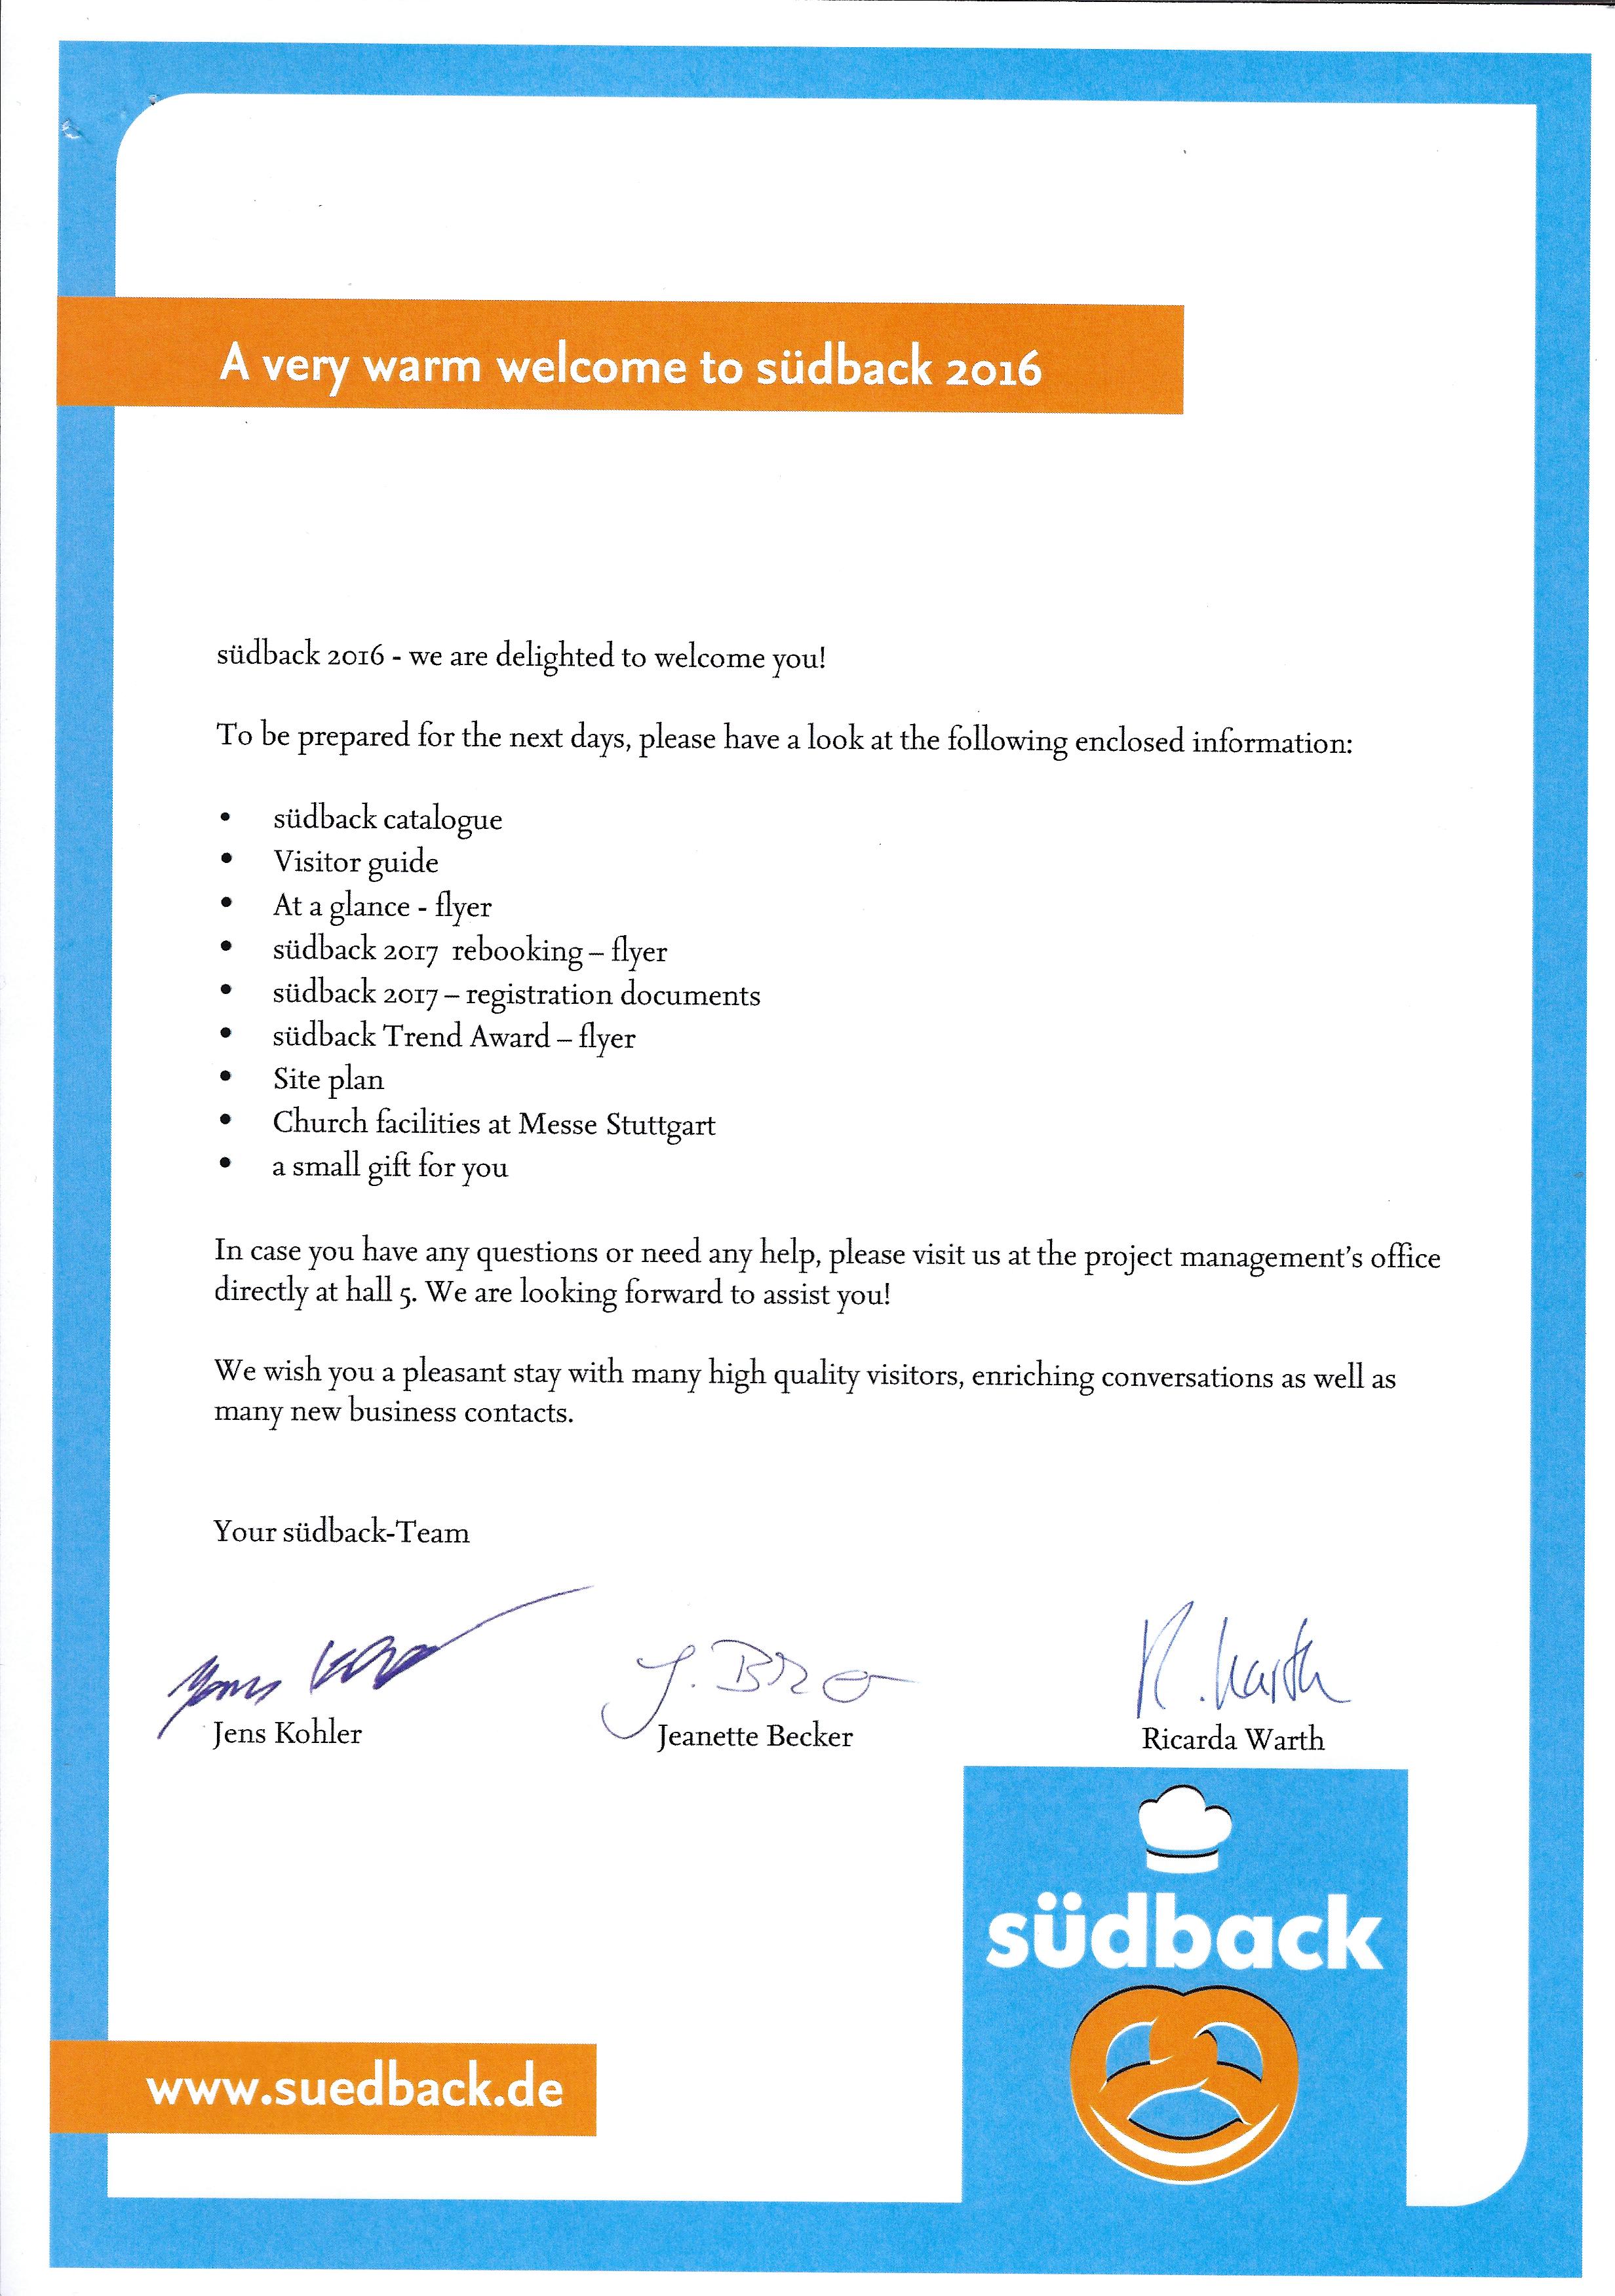 A very warm welcome to südback 2016
südback 2016 - we are delighted to welcome you!
To be prepared for the next days, please have a look at the following enclosed information:
• südback catalogue
• Visitor guide
• At a glance - flyer
• südback 2017 rebooking – flyer
• südback 2017 – registration documents
• südback Trend Award – flyer
• Site plan
• Church facilities at Messe Stuttgart
• a small gift for you
In case you have any questions or need any help, please visit us at the project management's office
directly at hall 5. We are looking forward to assist you!
We wish you a pleasant stay with many high quality visitors, enriching conversations as well as
many new business contacts.
Your südback-Team
R. Warth
Jens Kohler Jeanette Becker Ricarda Warth
südback
www.suedback.de